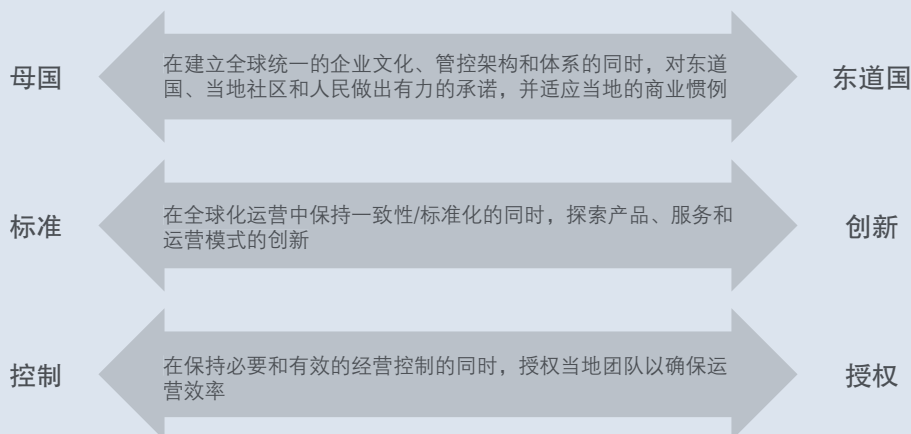 母国
在建立全球统一的企业文化、管控架构和体系的同时，对东道
国、当地社区和人民做出有力的承诺，并适应当地的商业惯例
东道国
标准
在全球化运营中保持一致性/标准化的同时，探索产品、服务和
运营模式的创新
创新
控制
在保持必要和有效的经营控制的同时，授权当地团队以确保运
营效率
授权